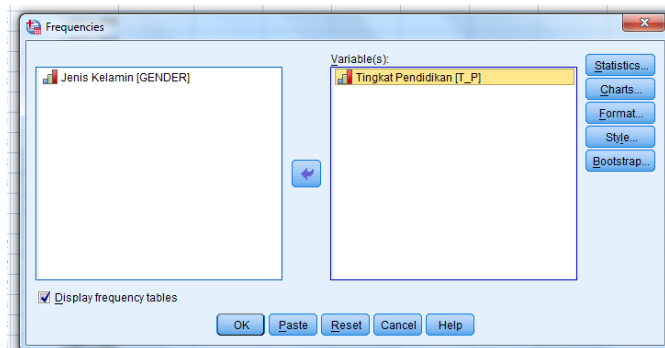 Frequencies
Variable(s):
Jenis Kelamin [GENDER]
Tingkat Pendidikan [T_P]
Statistics...
Charts...
Format...
Style...
Bootstrap...
Display frequency tables
OK Paste Reset Cancel Help